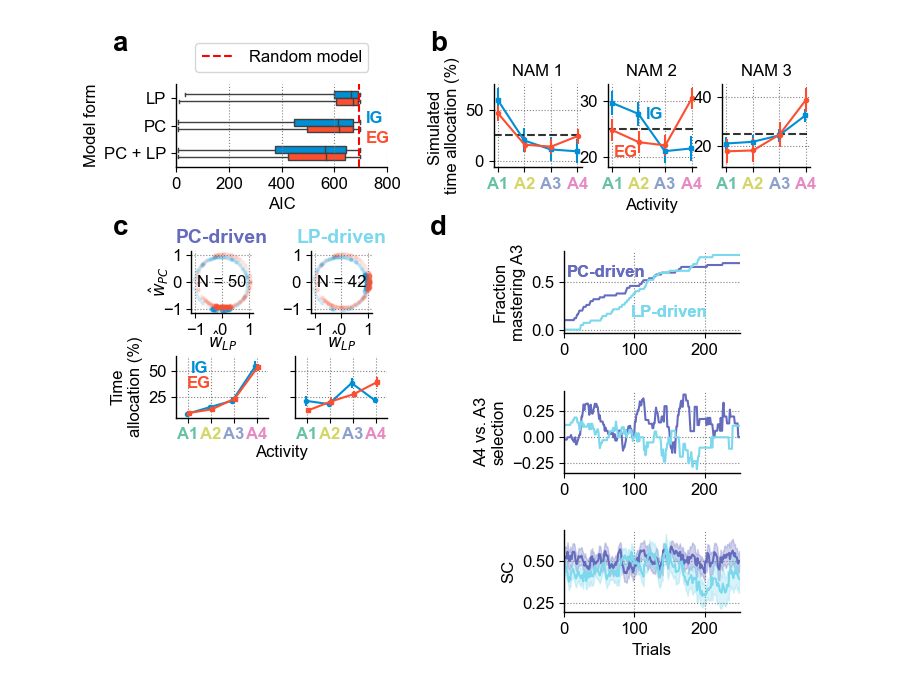 a
Random model
Model form
LP
PC
PC + LP
IG
EG
0 200 400 600 800
AIC
b
NAM 1 NAM 2 NAM 3
Simulated
time allocation (%)
50
0
30
20
40
20
IG
EG
A1 A2 A3 A4 A1 A2 A3 A4 A1 A2 A3 A4
Activity
c
PC-driven LP-driven
ŵPC
1
0
−1
N = 50
N = 42
−1 0 1 −1 0 1
ŵLP ŵLP
Time
allocation (%)
50
25
IG
EG
A1 A2 A3 A4 A1 A2 A3 A4
Activity
d
Fraction
mastering A3
0.5
0.0
PC-driven
LP-driven
0 100 200
A4 vs. A3
selection
0.25
0.00
−0.25
0 100 200
SC
0.50
0.25
0 100 200
Trials